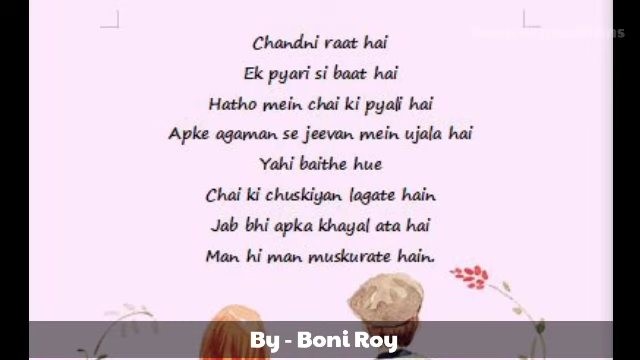 Chandni raat hai
Ek pyari si baat hai
Hatho mein chai ki pyali hai
Apke agaman se jeevan mein ujala hai
Yahi baithe hue
Chai ki chuskiyan lagate hain
Jab bhi apka khayal ata hai
Man hi man muskurate hain.
By - Boni Roy